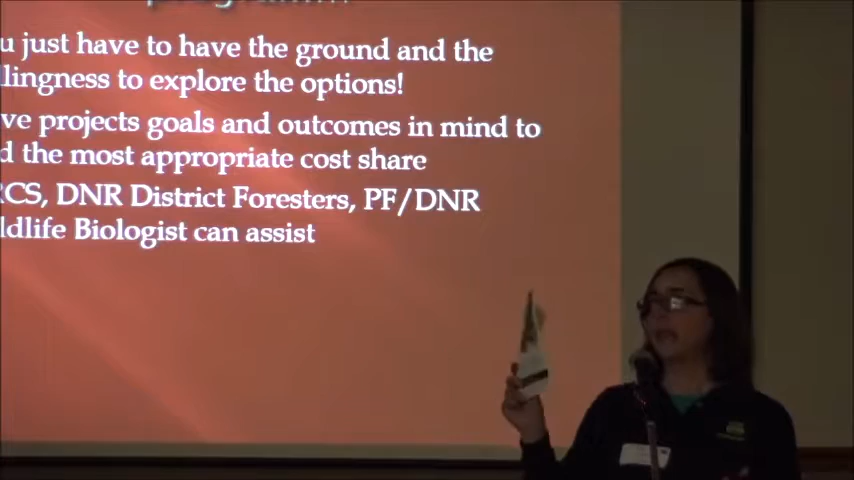 u just have to have the ground and the
llingness to explore the options!
ve projects goals and outcomes in mind to
d the most appropriate cost share
CS, DNR District Foresters, PF/DNR
ldlife Biologist can assist